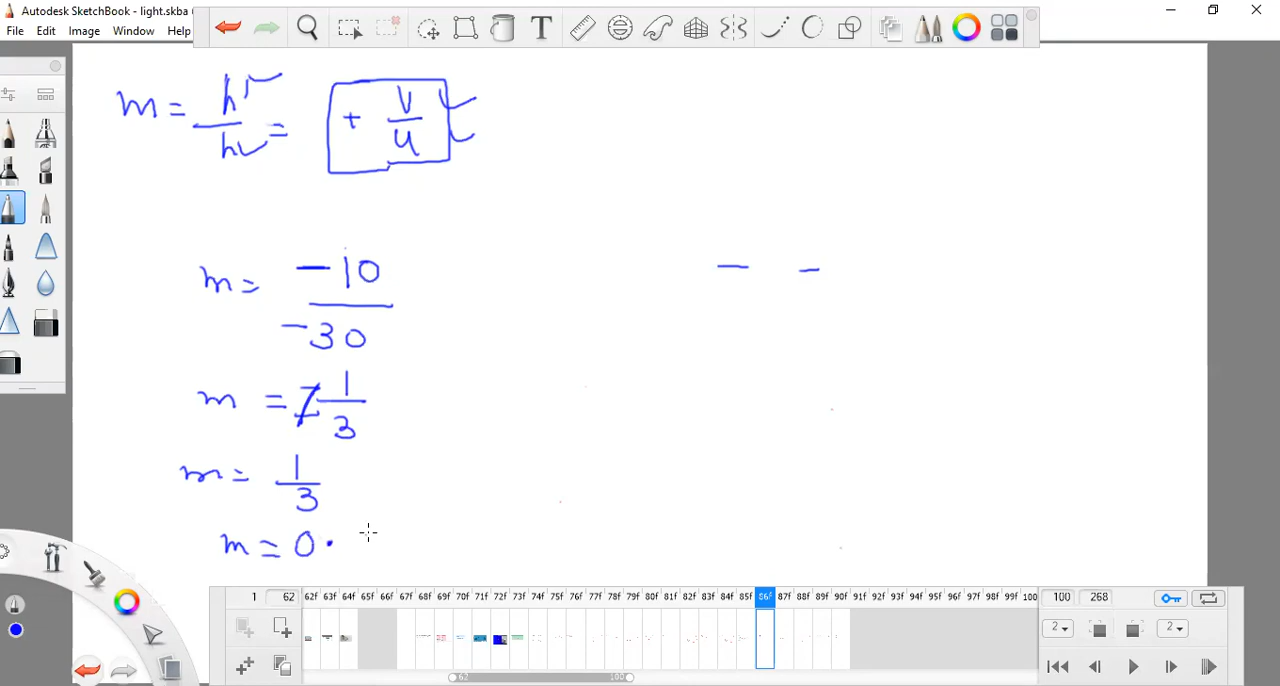 Autodesk SketchBook - light.skba
File Edit Image Window Help
m = h' / h = + v / u
m = -10 / -30
m = 1 / 3
m = 1 / 3
m = 0.
1 62 62f 63f 64f 65f 66f 67f 68f 69f 70f 71f 72f 73f 74f 75f 76f 77f 78f 79f 80f 81f 82f 83f 84f 85f 86f 87f 88f 89f 90f 91f 92f 93f 94f 95f 96f 97f 98f 99f 100 100 268
2 2
62 100